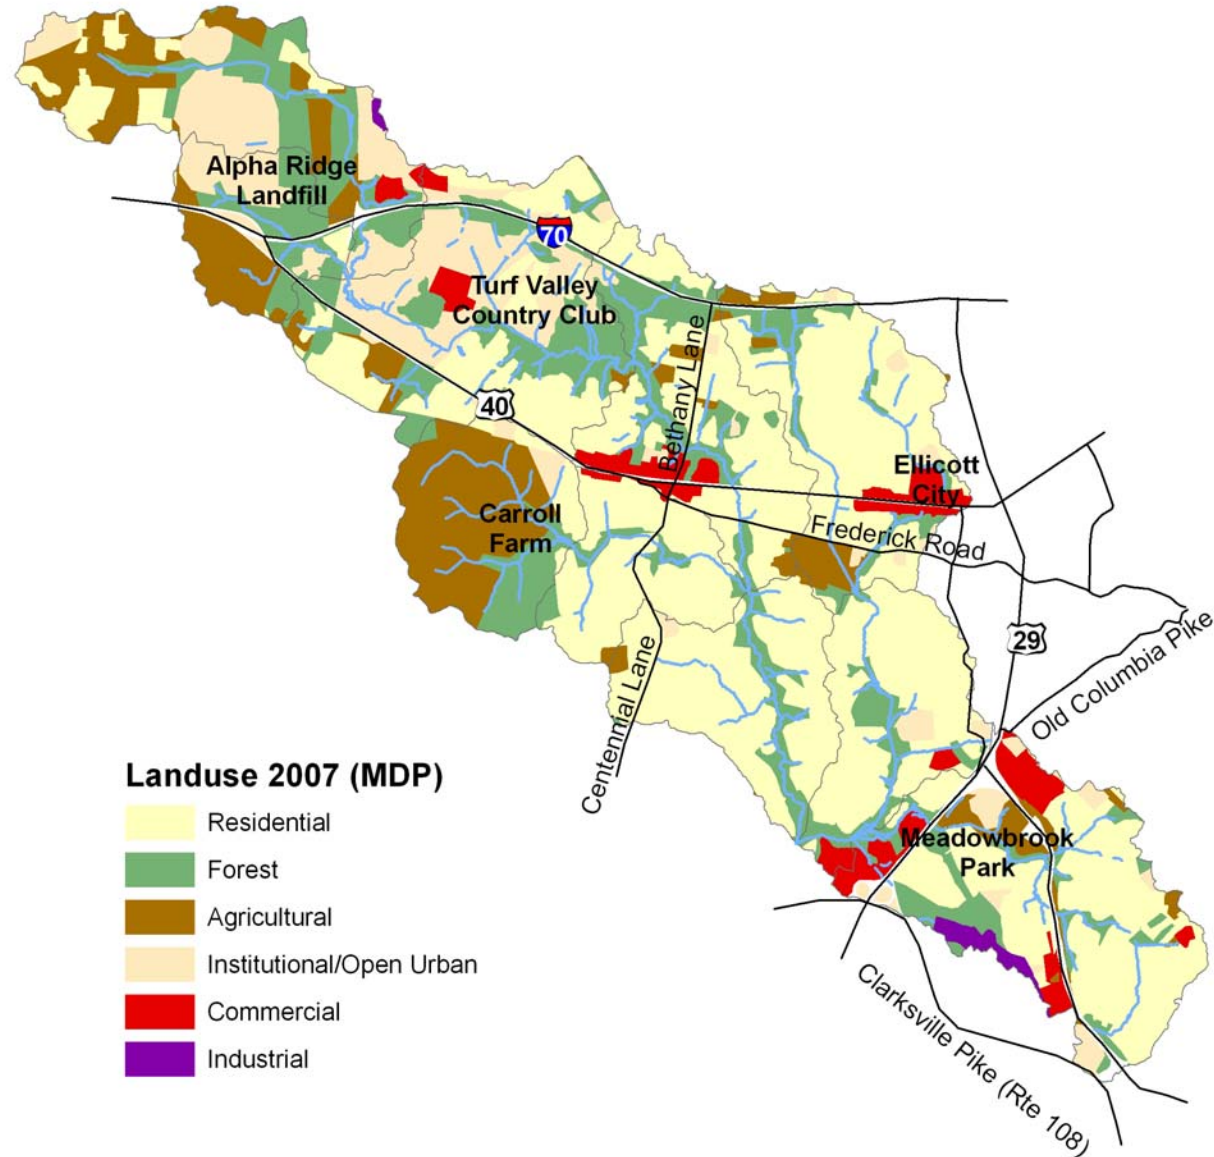 Alpha Ridge
Landfill
70
Turf Valley
Country Club
Bethany Lane
40
Ellicott
City
Carroll
Farm
Frederick Road
29
Old Columbia Pike
Centennial Lane
Landuse 2007 (MDP)
Residential
Forest
Agricultural
Institutional/Open Urban
Commercial
Industrial
Meadowbrook
Park
Clarksville Pike (Rte 108)